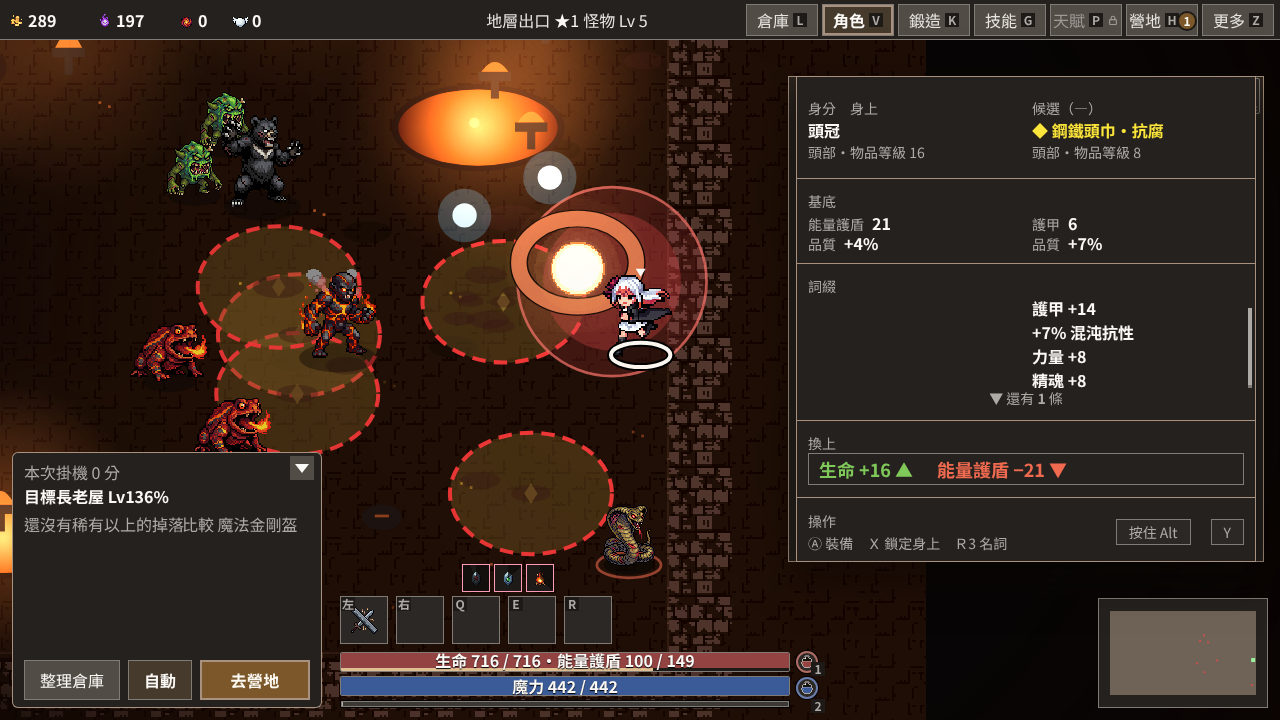 289 197 0 0
地層出口 ★1 怪物 Lv 5
倉庫 L 角色 V 鍛造 K 技能 G 天賦 P 營地 H 1 更多 Z
身分 身上
頭冠
頭部・物品等級 16
候選（一）
◆ 鋼鐵頭巾・抗腐
頭部・物品等級 8
基底
能量護盾 21
品質 +4%
護甲 6
品質 +7%
詞綴
護甲 +14
+7% 混沌抗性
力量 +8
精魂 +8
▼ 還有 1 條
換上
生命 +16 ▲ 能量護盾 −21 ▼
操作
Ⓐ 裝備 X 鎖定身上 R3 名詞
按住 Alt Y
本次掛機 0 分
目標長老屋 Lv136%
還沒有稀有以上的掉落比較 魔法金剛盔
整理倉庫 自動 去營地
左 右 Q E R
生命 716 / 716・能量護盾 100 / 149
1
魔力 442 / 442
2